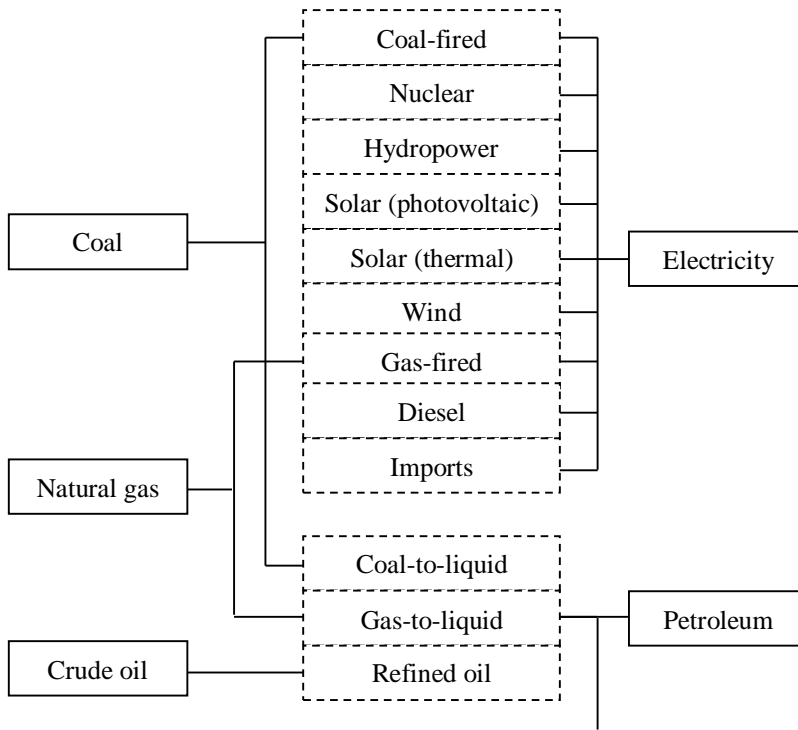 Coal-fired
Nuclear
Hydropower
Solar (photovoltaic)
Coal
Solar (thermal)
Electricity
Wind
Gas-fired
Diesel
Imports
Natural gas
Coal-to-liquid
Gas-to-liquid
Petroleum
Crude oil
Refined oil